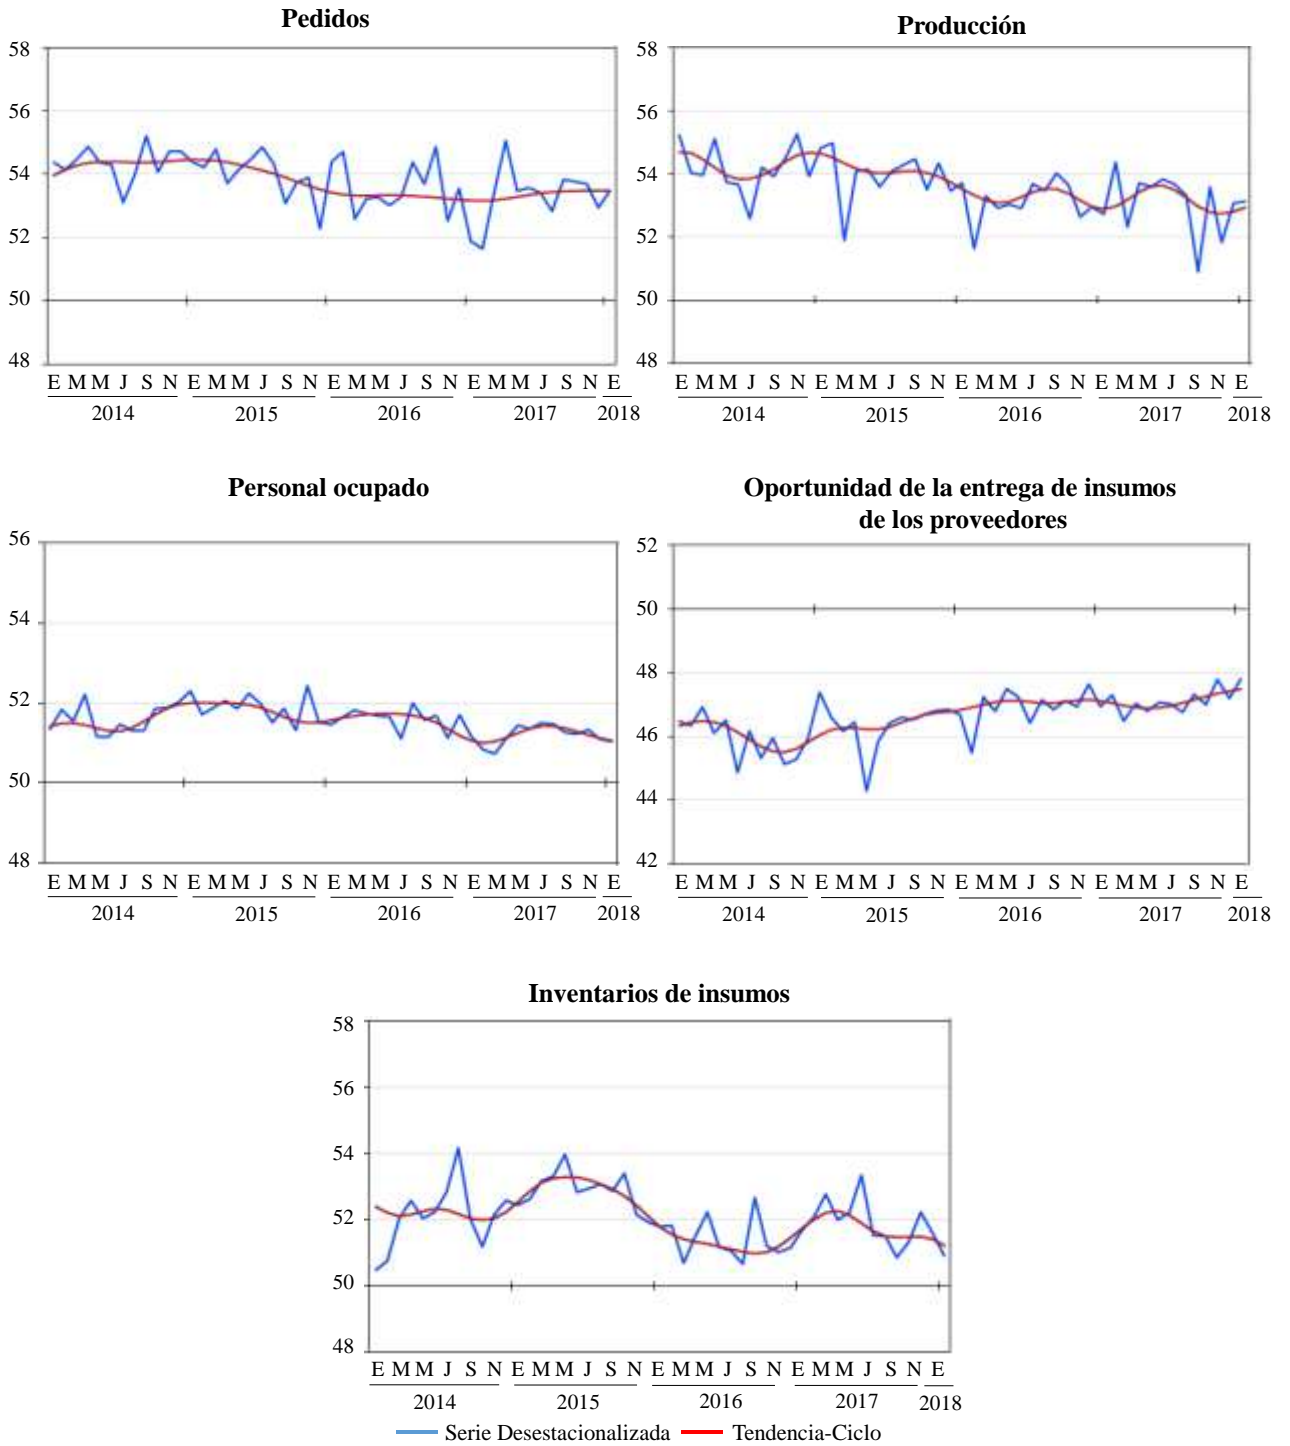 Pedidos
58
56
54
52
50
48
E M M J S N E M M J S N E M M J S N E M M J S N E
2014 2015 2016 2017 2018
Producción
58
56
54
52
50
48
E M M J S N E M M J S N E M M J S N E M M J S N E
2014 2015 2016 2017 2018
Personal ocupado
56
54
52
50
48
E M M J S N E M M J S N E M M J S N E M M J S N E
2014 2015 2016 2017 2018
Oportunidad de la entrega de insumos
de los proveedores
52
50
48
46
44
42
E M M J S N E M M J S N E M M J S N E M M J S N E
2014 2015 2016 2017 2018
Inventarios de insumos
58
56
54
52
50
48
E M M J S N E M M J S N E M M J S N E M M J S N E
2014 2015 2016 2017 2018
Serie Desestacionalizada Tendencia-Ciclo